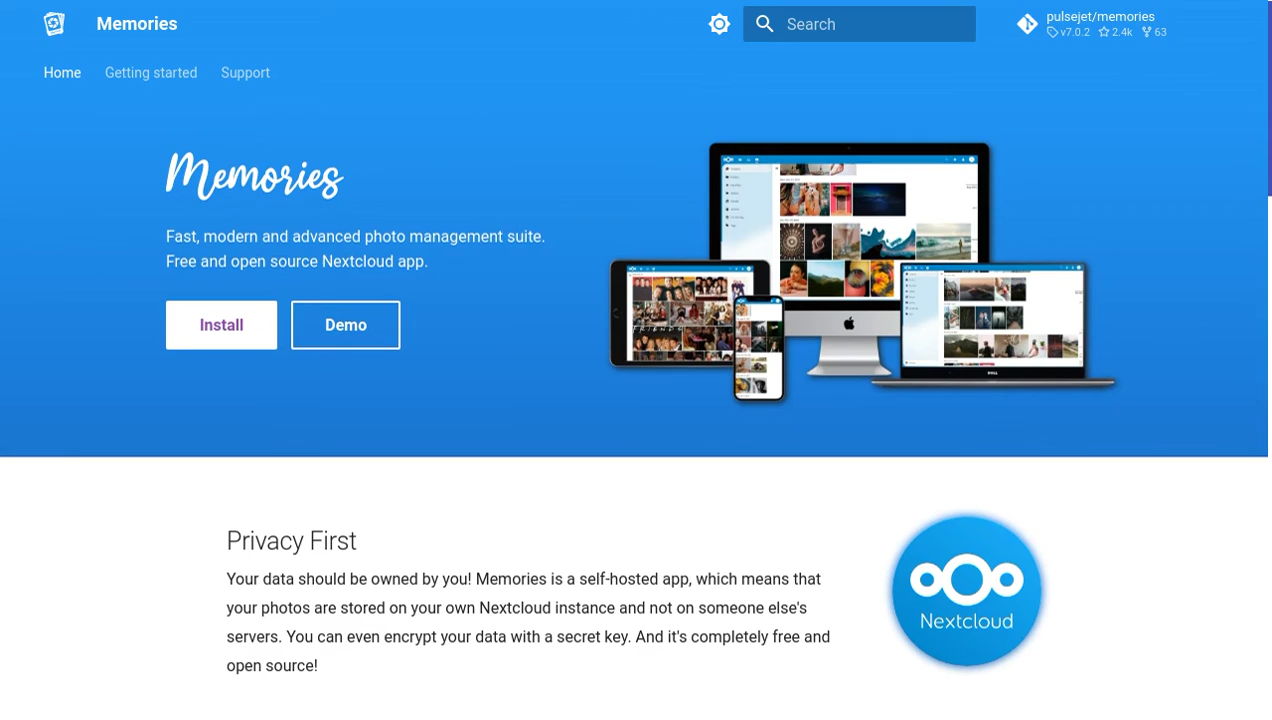 Memories
Search
pulsejet/memories
v7.0.2 2.4k 63
Home Getting started Support
Memories
Fast, modern and advanced photo management suite.
Free and open source Nextcloud app.
Install Demo
FRIENDS
DELL
Privacy First
Your data should be owned by you! Memories is a self-hosted app, which means that
your photos are stored on your own Nextcloud instance and not on someone else's
servers. You can even encrypt your data with a secret key. And it's completely free and
open source!
Nextcloud